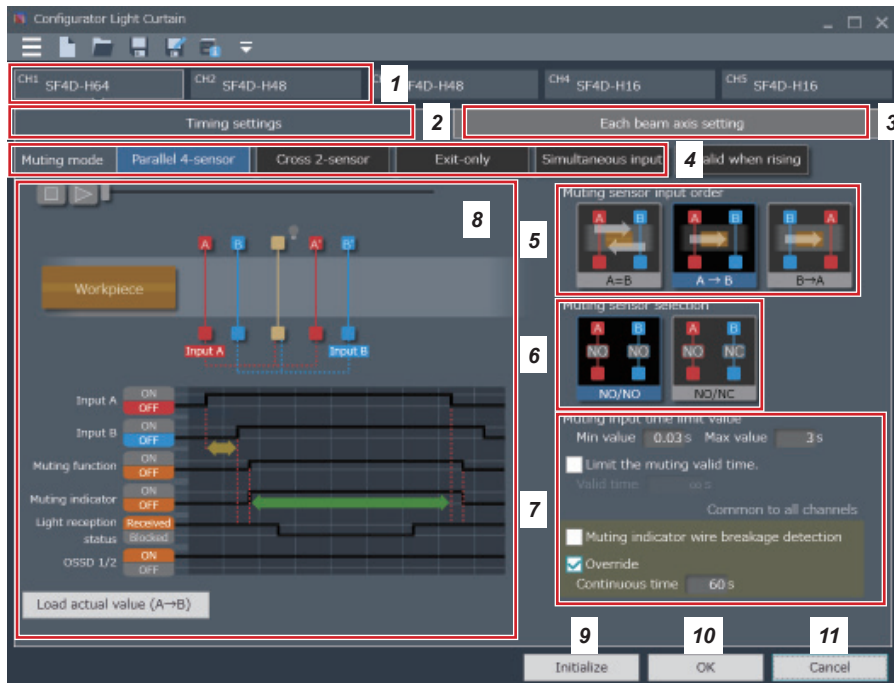 Configurator Light Curtain
CH1 SF4D-H64
CH2 SF4D-H48
1
F4D-H48
CH4 SF4D-H16
CH5 SF4D-H16
Timing settings
2
Each beam axis setting
3
Muting mode
Parallel 4-sensor
Cross 2-sensor
Exit-only
Simultaneous input
4
alid when rising
8
A B A' B'
Workpiece
Input A
Input B
5
Muting sensor input order
A B
A=B
A B
A → B
B A
B→A
6
Muting sensor selection
A B
NO NO
NO/NO
A B
NO NC
NO/NC
Input A ON
OFF
Input B ON
OFF
Muting function ON
OFF
Muting indicator ON
OFF
Light reception status Received
Blocked
OSSD 1/2 ON
OFF
Load actual value (A→B)
7
Muting input time limit value
Min value 0.03 s Max value 3 s
Limit the muting valid time.
Valid time ∞ s
Common to all channels
Muting indicator wire breakage detection
Override
Continuous time 60 s
9
10
11
Initialize
OK
Cancel